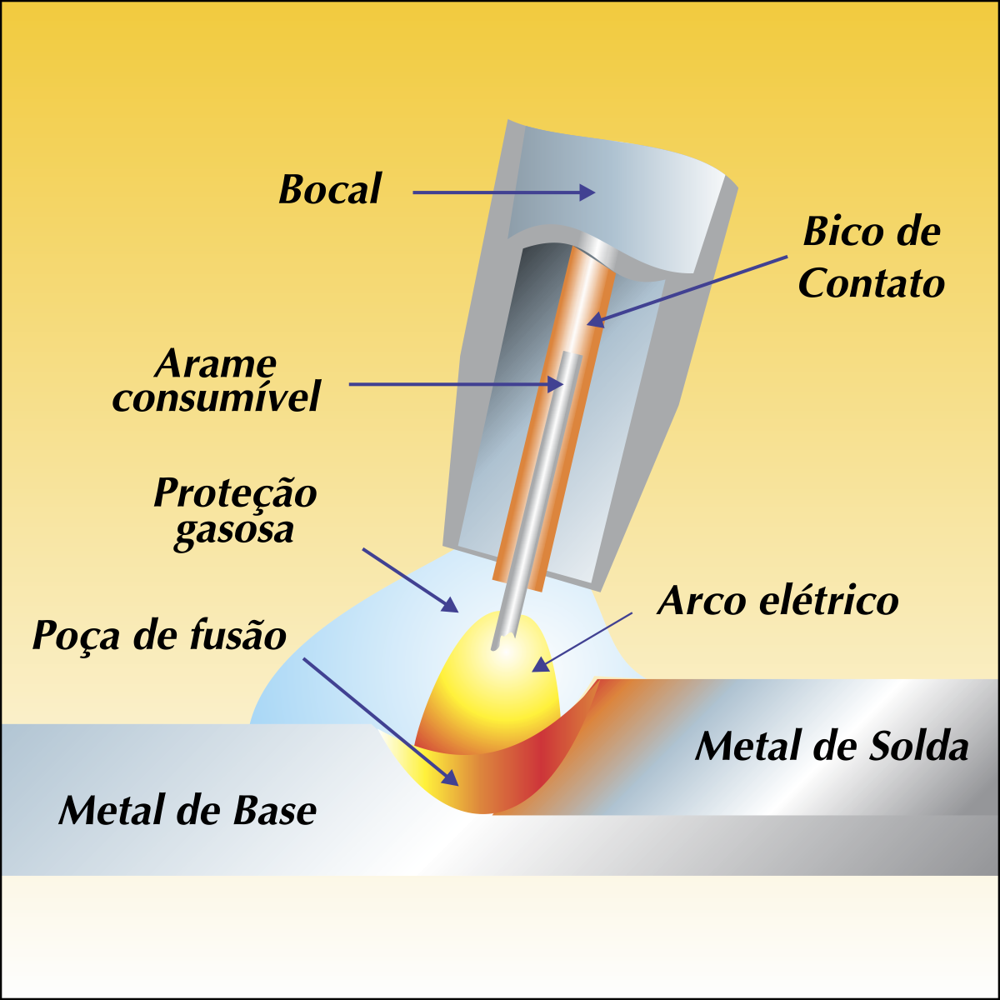 Bocal
Bico de
Contato
Arame
consumível
Proteção
gasosa
Arco elétrico
Poça de fusão
Metal de Solda
Metal de Base